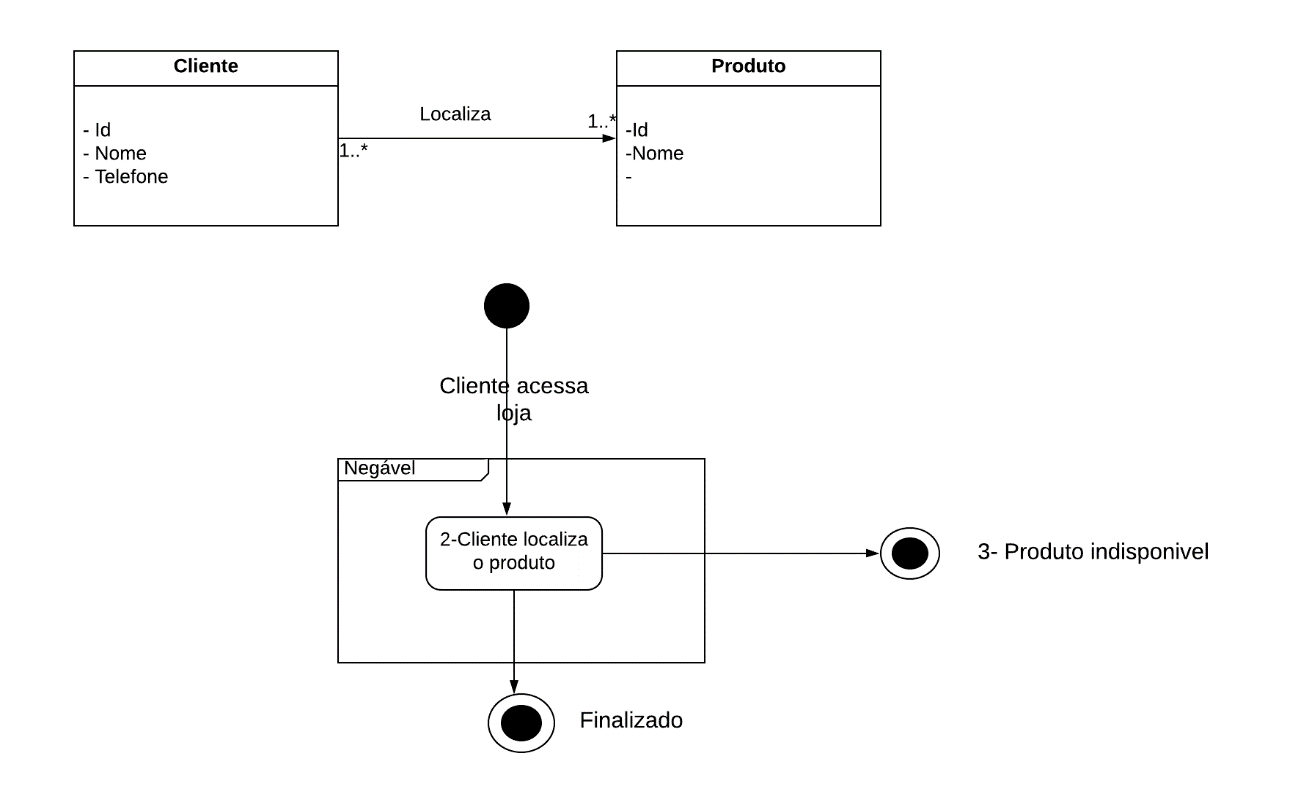 Cliente
- Id
- Nome
- Telefone
Localiza
1..*
1..*
Produto
-Id
-Nome
-
Cliente acessa
loja
Negável
2-Cliente localiza
o produto
3- Produto indisponivel
Finalizado